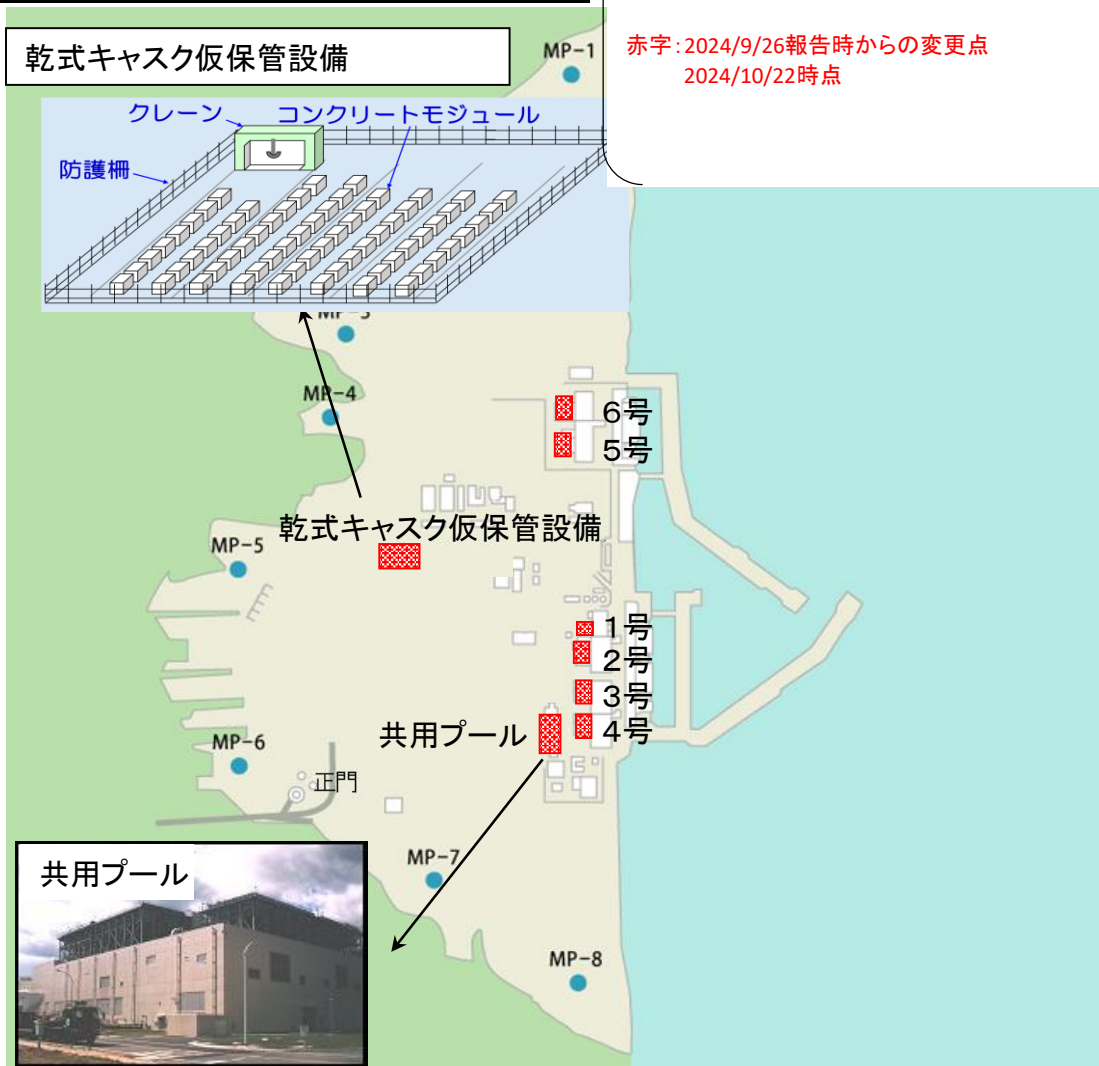 乾式キャスク仮保管設備
MP-1
赤字：2024/9/26報告時からの変更点
2024/10/22時点
クレーン
コンクリートモジュール
防護柵
MP-4
6号
5号
乾式キャスク仮保管設備
MP-5
1号
2号
3号
共用プール
4号
MP-6
正門
MP-7
共用プール
MP-8